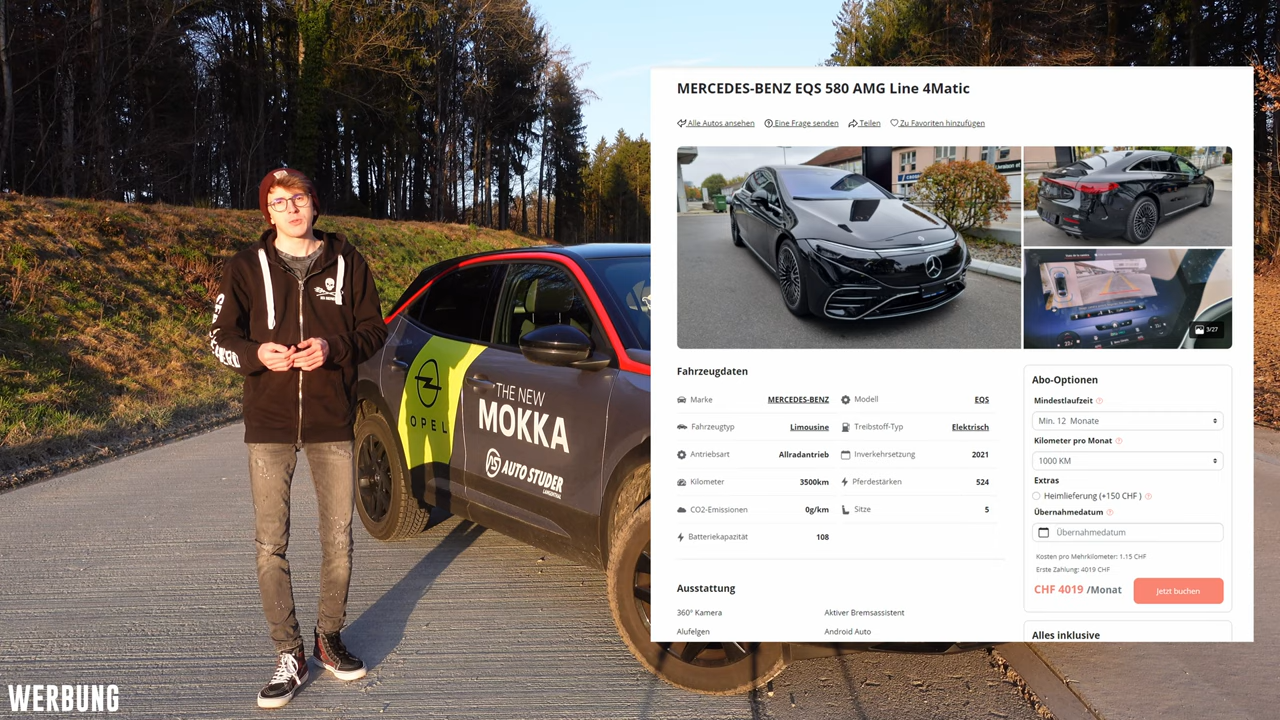 MERCEDES-BENZ EQS 580 AMG Line 4Matic
Alle Autos ansehen Eine Frage senden Teilen Zu Favoriten hinzufügen
3/27
Fahrzeugdaten
Marke MERCEDES-BENZ Modell EQS
Fahrzeugtyp Limousine Treibstoff-Typ Elektrisch
Antriebsart Allradantrieb Inverkehrsetzung 2021
Kilometer 3500km Pferdestärken 524
CO2-Emissionen 0g/km Sitze 5
Batteriekapazität 108
Ausstattung
360° Kamera Aktiver Bremsassistent
Alufelgen Android Auto
Abo-Optionen
Mindestlaufzeit
Min. 12 Monate
Kilometer pro Monat
1000 KM
Extras
Heimlieferung (+150 CHF )
Übernahmedatum
Übernahmedatum
Kosten pro Mehrkilometer: 1.15 CHF
Erste Zahlung: 4019 CHF
CHF 4019 /Monat Jetzt buchen
Alles inklusive
OPEL
THE NEW
MOKKA
AS AUTO STUDER
LANGENTHAL
WERBUNG